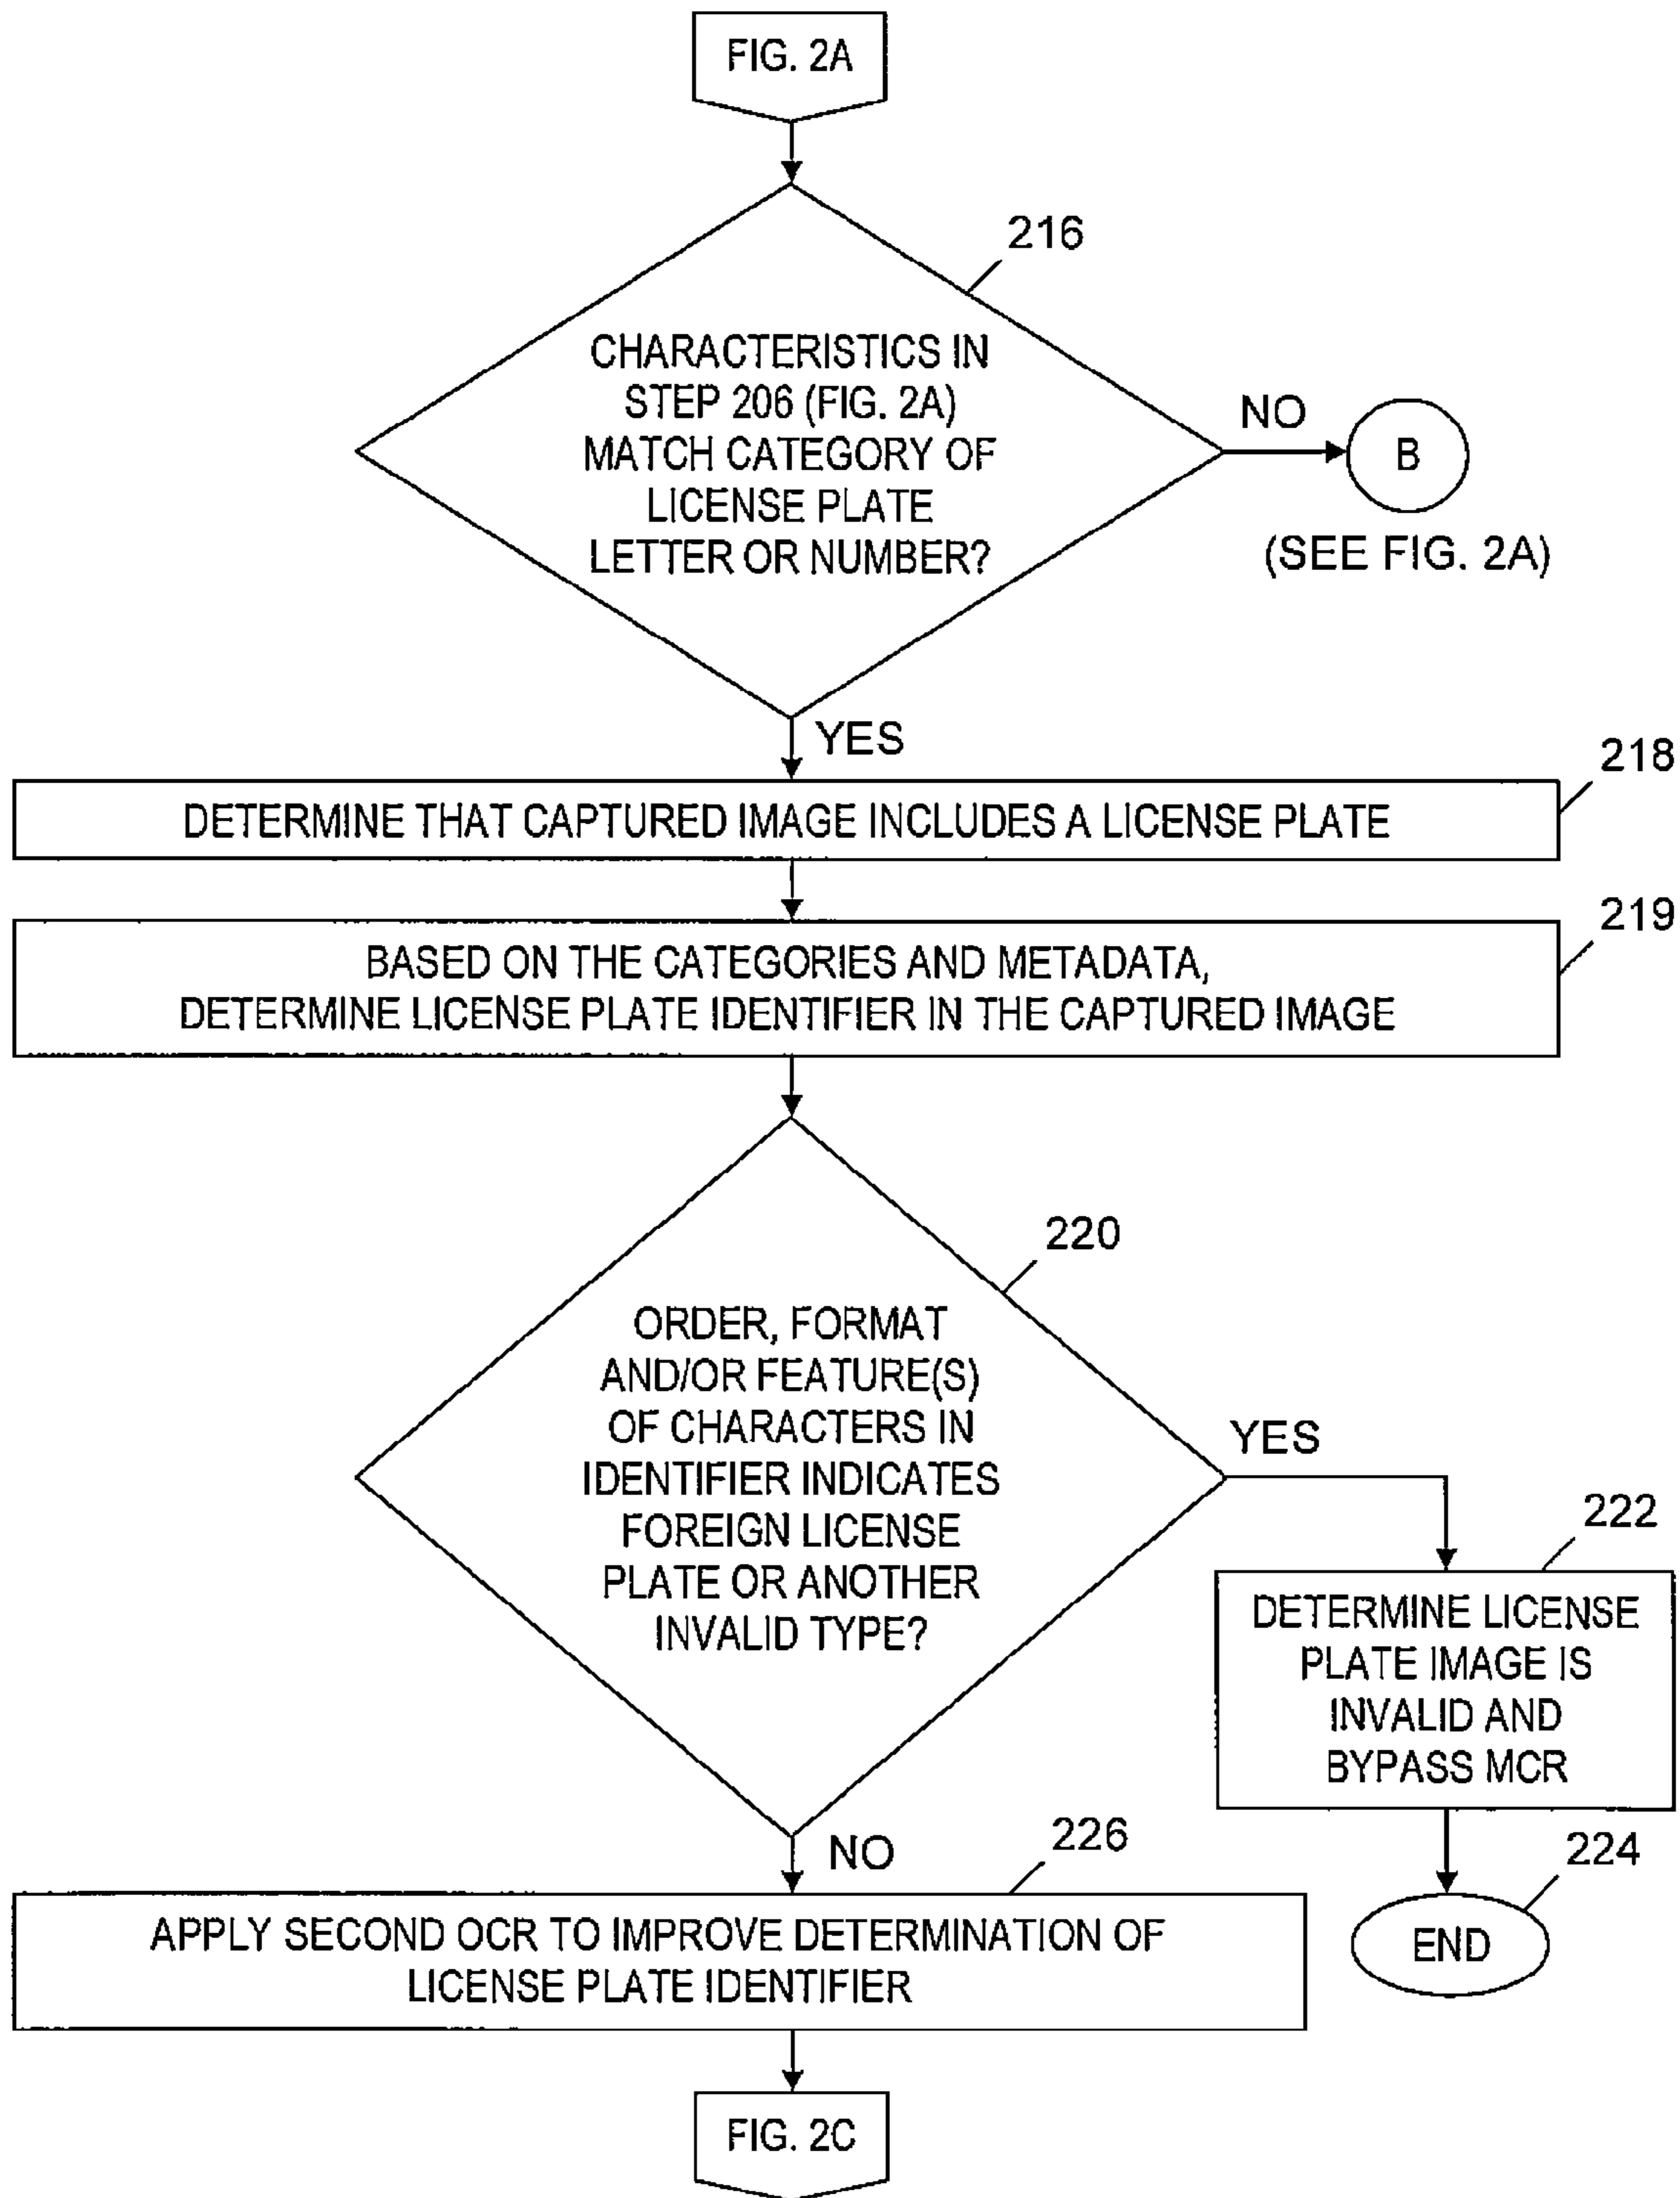 FIG. 2A
216
CHARACTERISTICS IN
STEP 206 (FIG. 2A)
MATCH CATEGORY OF
LICENSE PLATE
LETTER OR NUMBER?
NO
B
(SEE FIG. 2A)
YES
218
DETERMINE THAT CAPTURED IMAGE INCLUDES A LICENSE PLATE
219
BASED ON THE CATEGORIES AND METADATA,
DETERMINE LICENSE PLATE IDENTIFIER IN THE CAPTURED IMAGE
220
ORDER, FORMAT
AND/OR FEATURE(S)
OF CHARACTERS IN
IDENTIFIER INDICATES
FOREIGN LICENSE
PLATE OR ANOTHER
INVALID TYPE?
YES
222
DETERMINE LICENSE
PLATE IMAGE IS
INVALID AND
BYPASS MCR
224
END
NO
226
APPLY SECOND OCR TO IMPROVE DETERMINATION OF
LICENSE PLATE IDENTIFIER
FIG. 2C